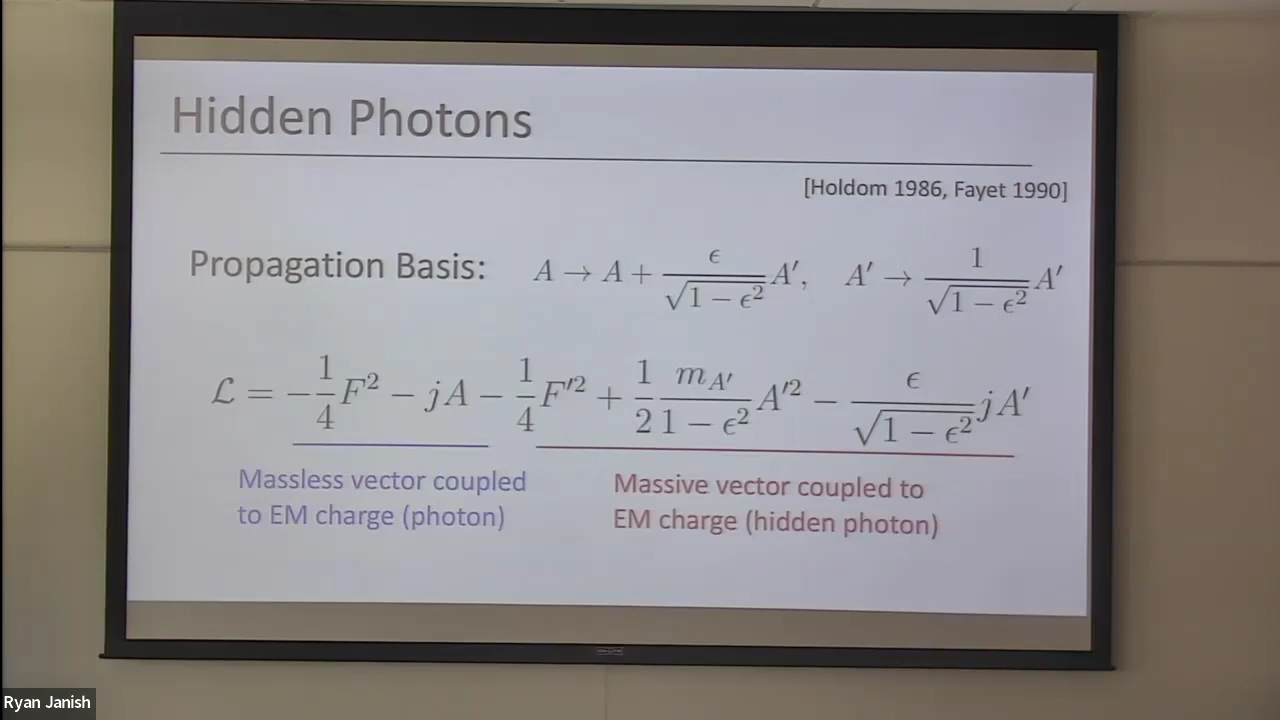 Hidden Photons
[Holdom 1986, Fayet 1990]
Propagation Basis: A → A + ϵ/√(1 − ϵ²) A′, A′ → 1/√(1 − ϵ²) A′
ℒ = −1/4 F² − jA − 1/4 F′² + 1/2 m_A′/(1 − ϵ²) A′² − ϵ/√(1 − ϵ²) jA′
Massless vector coupled
to EM charge (photon)
Massive vector coupled to
EM charge (hidden photon)
Ryan Janish